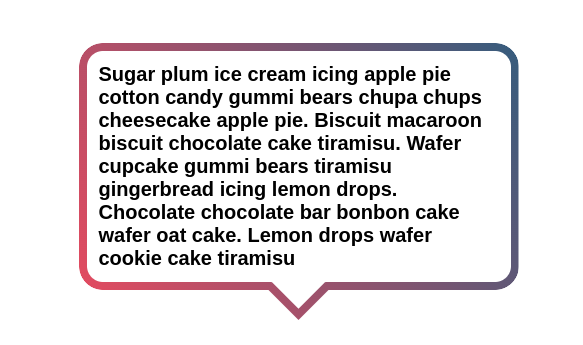 Sugar plum ice cream icing apple pie
cotton candy gummi bears chupa chups
cheesecake apple pie. Biscuit macaroon
biscuit chocolate cake tiramisu. Wafer
cupcake gummi bears tiramisu
gingerbread icing lemon drops.
Chocolate chocolate bar bonbon cake
wafer oat cake. Lemon drops wafer
cookie cake tiramisu